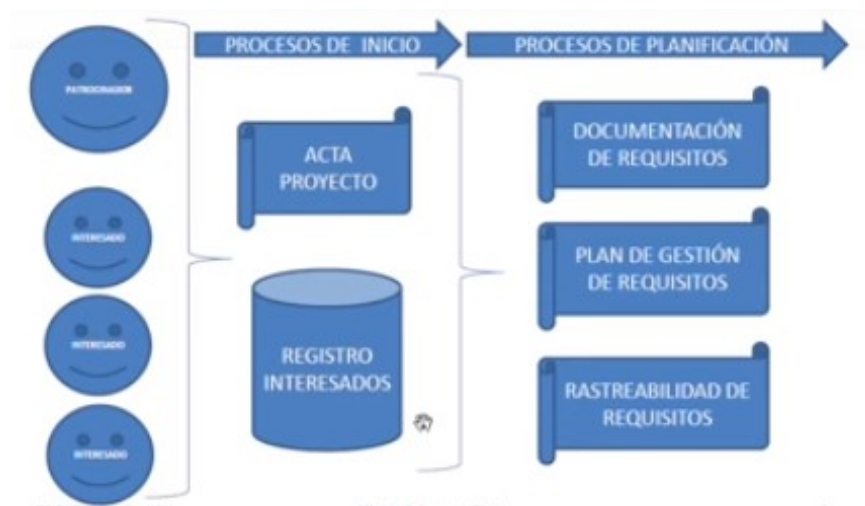 PROCESOS DE INICIO
PROCESOS DE PLANIFICACIÓN
PATROCINADOR
INTERESADO
INTERESADO
INTERESADO
ACTA
PROYECTO
REGISTRO
INTERESADOS
DOCUMENTACIÓN
DE REQUISITOS
PLAN DE GESTIÓN
DE REQUISITOS
RASTREABILIDAD DE
REQUISITOS